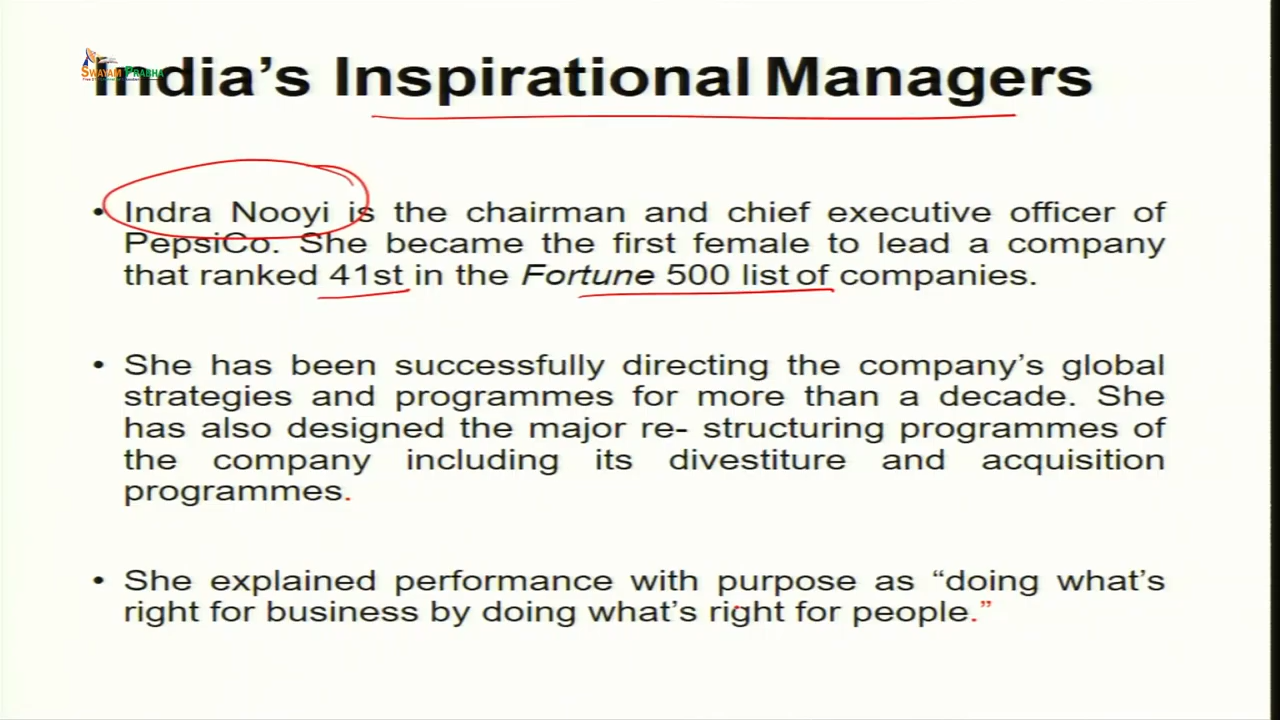 SWAYAM PRABHA
India's Inspirational Managers
• Indra Nooyi is the chairman and chief executive officer of
PepsiCo. She became the first female to lead a company
that ranked 41st in the Fortune 500 list of companies.
• She has been successfully directing the company's global
strategies and programmes for more than a decade. She
has also designed the major re- structuring programmes of
the company including its divestiture and acquisition
programmes.
• She explained performance with purpose as “doing what's
right for business by doing what's right for people.”